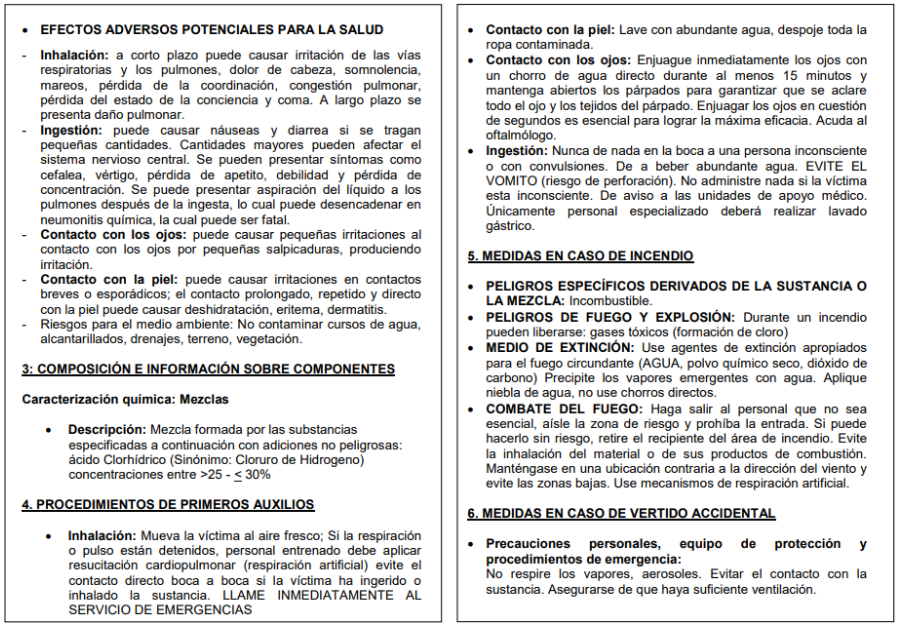 • EFECTOS ADVERSOS POTENCIALES PARA LA SALUD
- Inhalación: a corto plazo puede causar irritación de las vías
respiratorias y los pulmones, dolor de cabeza, somnolencia,
mareos, pérdida de la coordinación, congestión pulmonar,
pérdida del estado de la conciencia y coma. A largo plazo se
presenta daño pulmonar.
- Ingestión: puede causar náuseas y diarrea si se tragan
pequeñas cantidades. Cantidades mayores pueden afectar el
sistema nervioso central. Se pueden presentar síntomas como
cefalea, vértigo, pérdida de apetito, debilidad y pérdida de
concentración. Se puede presentar aspiración del líquido a los
pulmones después de la ingesta, lo cual puede desencadenar en
neumonitis química, la cual puede ser fatal.
- Contacto con los ojos: puede causar pequeñas irritaciones al
contacto con los ojos por pequeñas salpicaduras, produciendo
irritación.
- Contacto con la piel: puede causar irritaciones en contactos
breves o esporádicos; el contacto prolongado, repetido y directo
con la piel puede causar deshidratación, eritema, dermatitis.
- Riesgos para el medio ambiente: No contaminar cursos de agua,
alcantarillados, drenajes, terreno, vegetación.
3: COMPOSICIÓN E INFORMACIÓN SOBRE COMPONENTES
Caracterización química: Mezclas
• Descripción: Mezcla formada por las substancias
especificadas a continuación con adiciones no peligrosas:
ácido Clorhídrico (Sinónimo: Cloruro de Hidrogeno)
concentraciones entre >25 - < 30%
4. PROCEDIMIENTOS DE PRIMEROS AUXILIOS
• Inhalación: Mueva la víctima al aire fresco; Si la respiración
o pulso están detenidos, personal entrenado debe aplicar
resucitación cardiopulmonar (respiración artificial) evite el
contacto directo boca a boca si la víctima ha ingerido o
inhalado la sustancia. LLAME INMEDIATAMENTE AL
SERVICIO DE EMERGENCIAS
• Contacto con la piel: Lave con abundante agua, despoje toda la
ropa contaminada.
• Contacto con los ojos: Enjuague inmediatamente los ojos con
un chorro de agua directo durante al menos 15 minutos y
mantenga abiertos los párpados para garantizar que se aclare
todo el ojo y los tejidos del párpado. Enjuagar los ojos en cuestión
de segundos es esencial para lograr la máxima eficacia. Acuda al
oftalmólogo.
• Ingestión: Nunca de nada en la boca a una persona inconsciente
o con convulsiones. De a beber abundante agua. EVITE EL
VOMITO (riesgo de perforación). No administre nada si la víctima
esta inconsciente. De aviso a las unidades de apoyo médico.
Únicamente personal especializado deberá realizar lavado
gástrico.
5. MEDIDAS EN CASO DE INCENDIO
• PELIGROS ESPECÍFICOS DERIVADOS DE LA SUSTANCIA O
LA MEZCLA: Incombustible.
• PELIGROS DE FUEGO Y EXPLOSIÓN: Durante un incendio
pueden liberarse: gases tóxicos (formación de cloro)
• MEDIO DE EXTINCIÓN: Use agentes de extinción apropiados
para el fuego circundante (AGUA, polvo químico seco, dióxido de
carbono) Precipite los vapores emergentes con agua. Aplique
niebla de agua, no use chorros directos.
• COMBATE DEL FUEGO: Haga salir al personal que no sea
esencial, aísle la zona de riesgo y prohíba la entrada. Si puede
hacerlo sin riesgo, retire el recipiente del área de incendio. Evite
la inhalación del material o de sus productos de combustión.
Manténgase en una ubicación contraria a la dirección del viento y
evite las zonas bajas. Use mecanismos de respiración artificial.
6. MEDIDAS EN CASO DE VERTIDO ACCIDENTAL
• Precauciones personales, equipo de protección y
procedimientos de emergencia:
No respire los vapores, aerosoles. Evitar el contacto con la
sustancia. Asegurarse de que haya suficiente ventilación.